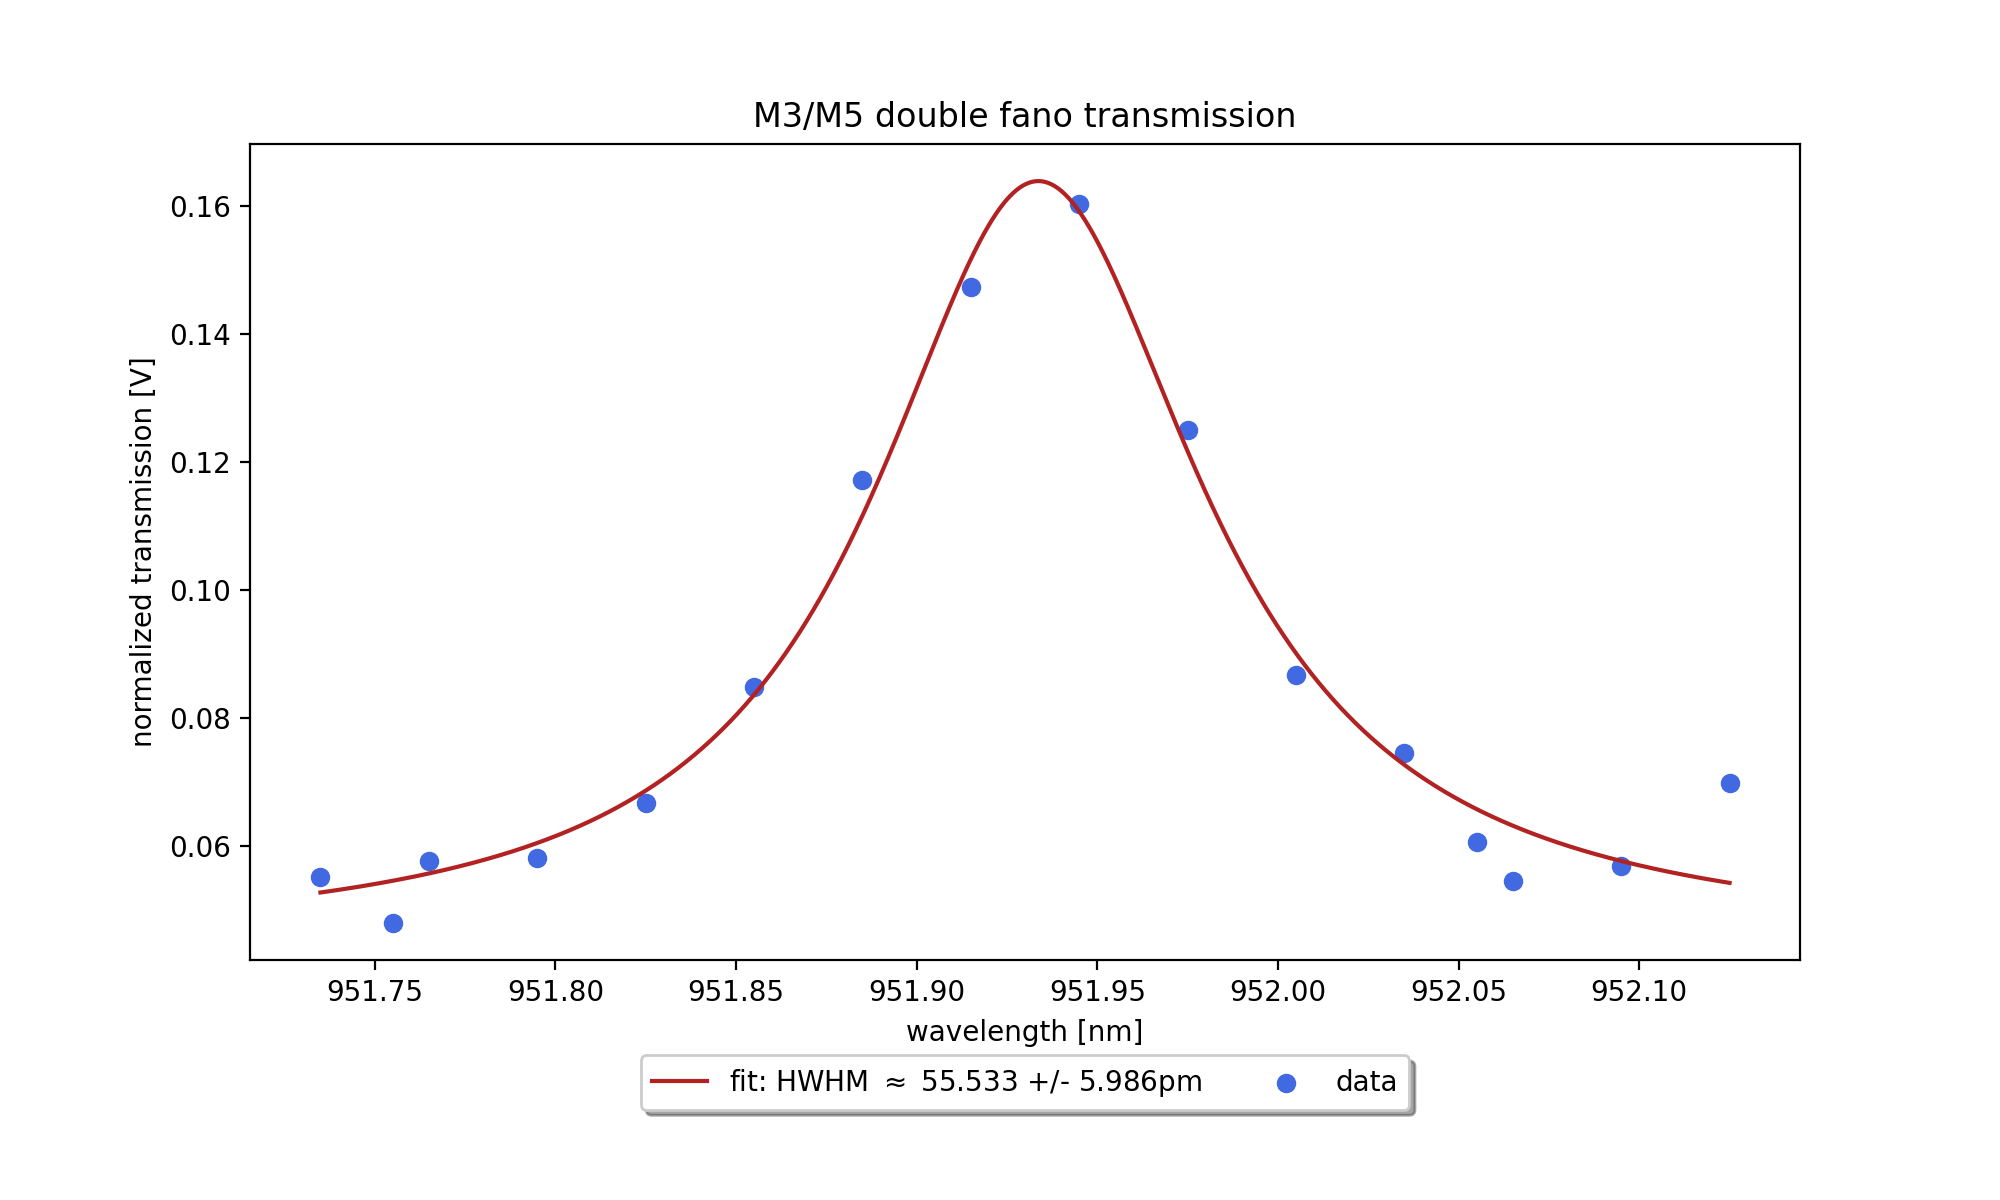 M3/M5 double fano transmission
normalized transmission [V]
0.16
0.14
0.12
0.10
0.08
0.06
951.75 951.80 951.85 951.90 951.95 952.00 952.05 952.10
wavelength [nm]
fit: HWHM ≈ 55.533 +/- 5.986pm data